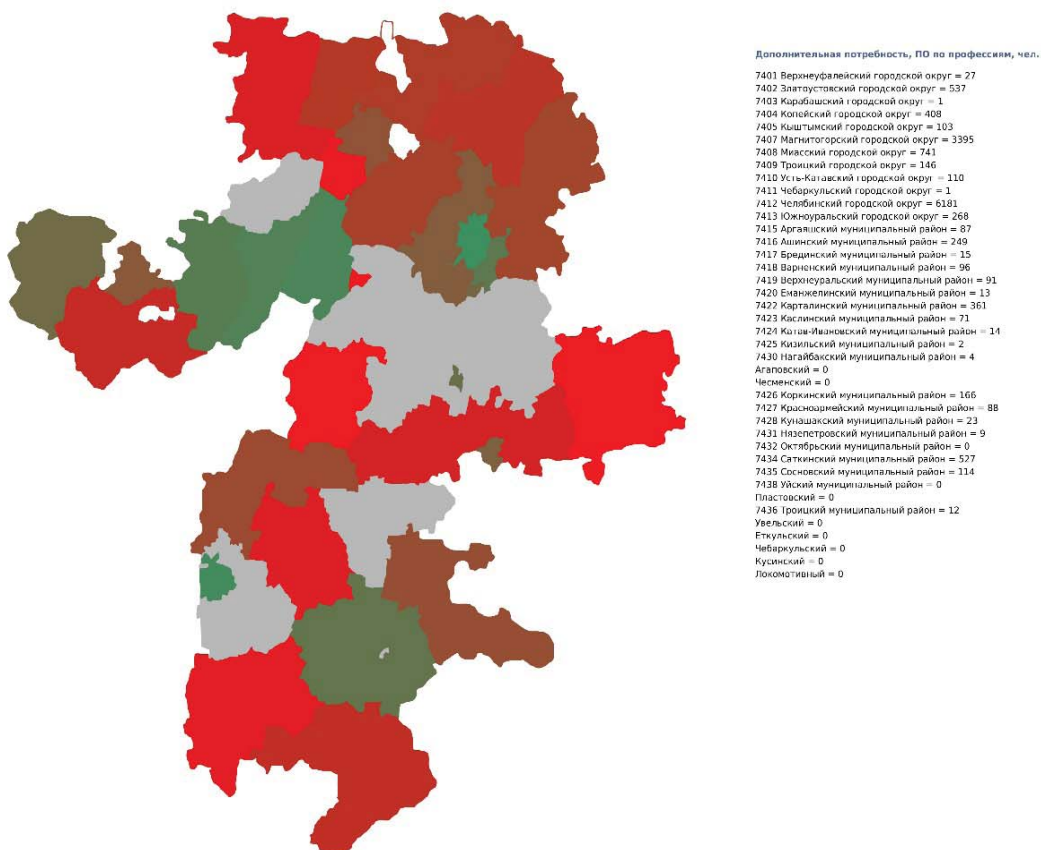 Дополнительная потребность, ПО по профессиям, чел.
7401 Верхнеуфалейский городской округ = 27
7402 Златоустовский городской округ = 537
7403 Карабашский городской округ = 1
7404 Копейский городской округ = 408
7405 Кыштымский городской округ = 103
7407 Магнитогорский городской округ = 3395
7408 Миасский городской округ = 741
7409 Троицкий городской округ = 146
7410 Усть-Катавский городской округ = 110
7411 Чебаркульский городской округ = 1
7412 Челябинский городской округ = 6181
7413 Южноуральский городской округ = 268
7415 Аргаяшский муниципальный район = 87
7416 Ашинский муниципальный район = 249
7417 Брединский муниципальный район = 15
7418 Варненский муниципальный район = 96
7419 Верхнеуральский муниципальный район = 91
7420 Еманжелинский муниципальный район = 13
7422 Карталинский муниципальный район = 361
7423 Каслинский муниципальный район = 71
7424 Катав-Ивановский муниципальный район = 14
7425 Кизильский муниципальный район = 2
7430 Нагайбакский муниципальный район = 4
Агаповский = 0
Чесменский = 0
7426 Коркинский муниципальный район = 166
7427 Красноармейский муниципальный район = 88
7428 Кунашакский муниципальный район = 23
7431 Нязепетровский муниципальный район = 9
7432 Октябрьский муниципальный район = 0
7434 Саткинский муниципальный район = 527
7435 Сосновский муниципальный район = 114
7438 Уйский муниципальный район = 0
Пластовский = 0
7436 Троицкий муниципальный район = 12
Увельский = 0
Еткульский = 0
Чебаркульский = 0
Кусинский = 0
Локомотивный = 0